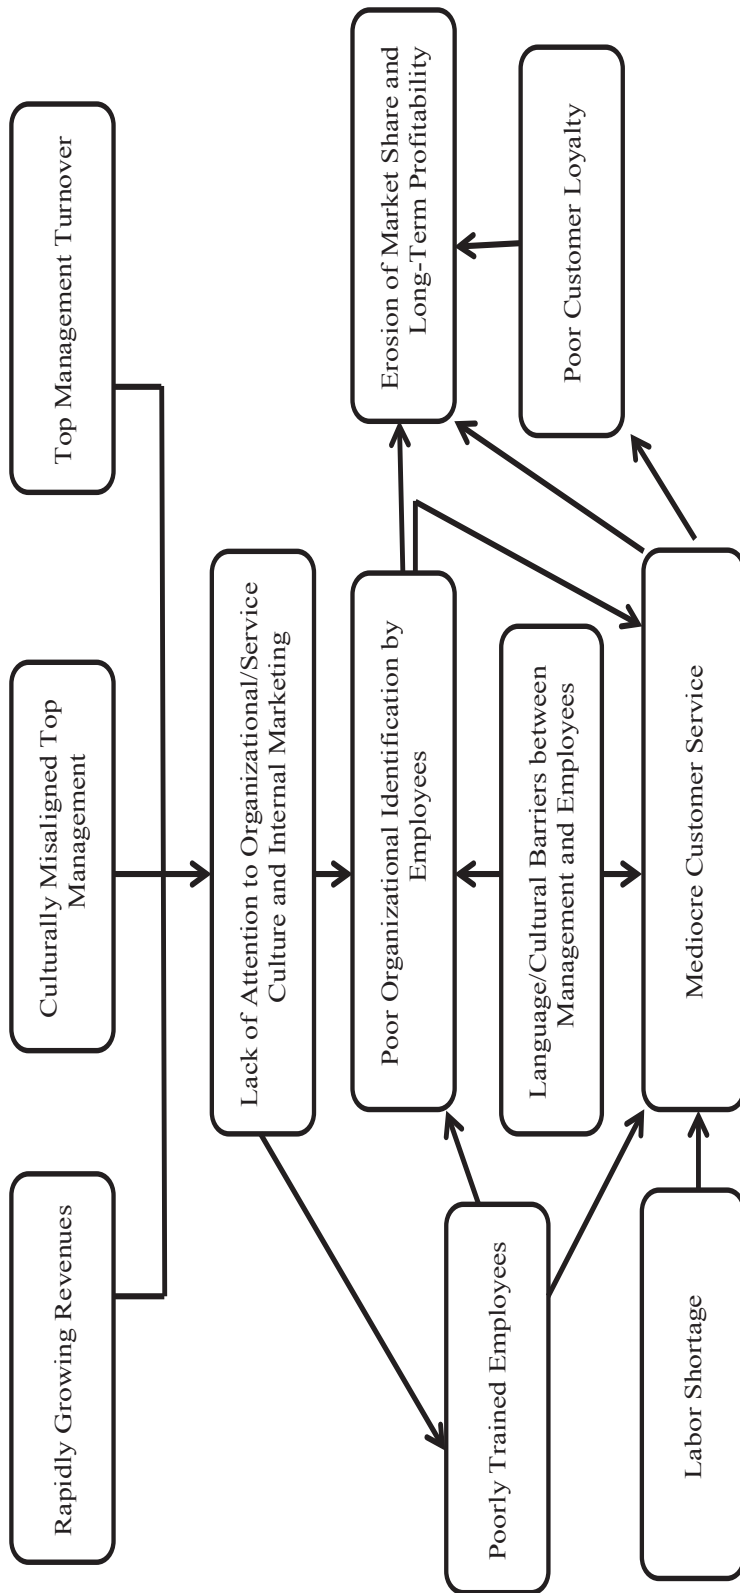 Rapidly Growing Revenues
Culturally Misaligned Top
Management
Top Management Turnover
Lack of Attention to Organizational/Service
Culture and Internal Marketing
Poor Organizational Identification by
Employees
Erosion of Market Share and
Long-Term Profitability
Poorly Trained Employees
Language/Cultural Barriers between
Management and Employees
Poor Customer Loyalty
Labor Shortage
Mediocre Customer Service